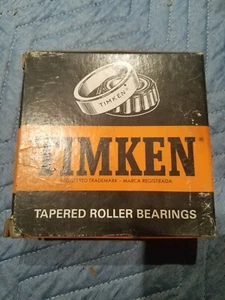 TIMKEN
TIMKEN®
REGISTERED TRADEMARK · MARCA REGISTRADA
TAPERED ROLLER BEARINGS